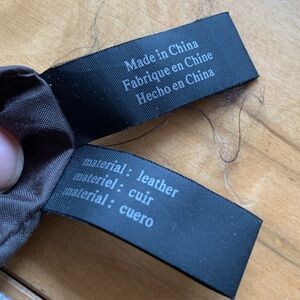 Made in China
Fabrique en Chine
Hecho en China
material: leather
materiel: cuir
material: cuero